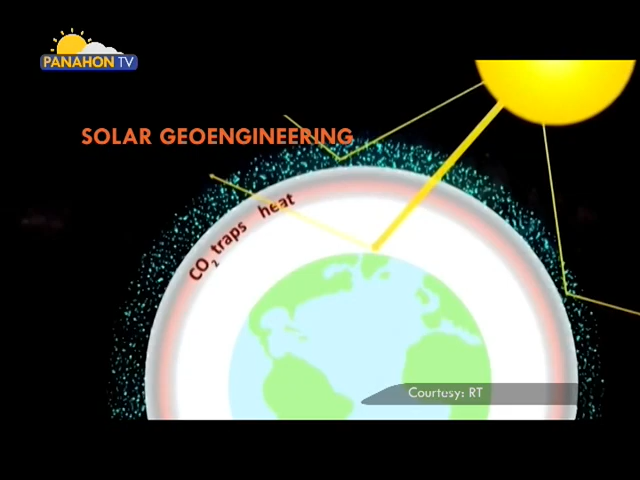 PANAHON TV
SOLAR GEOENGINEERING
CO₂ traps heat
Courtesy: RT